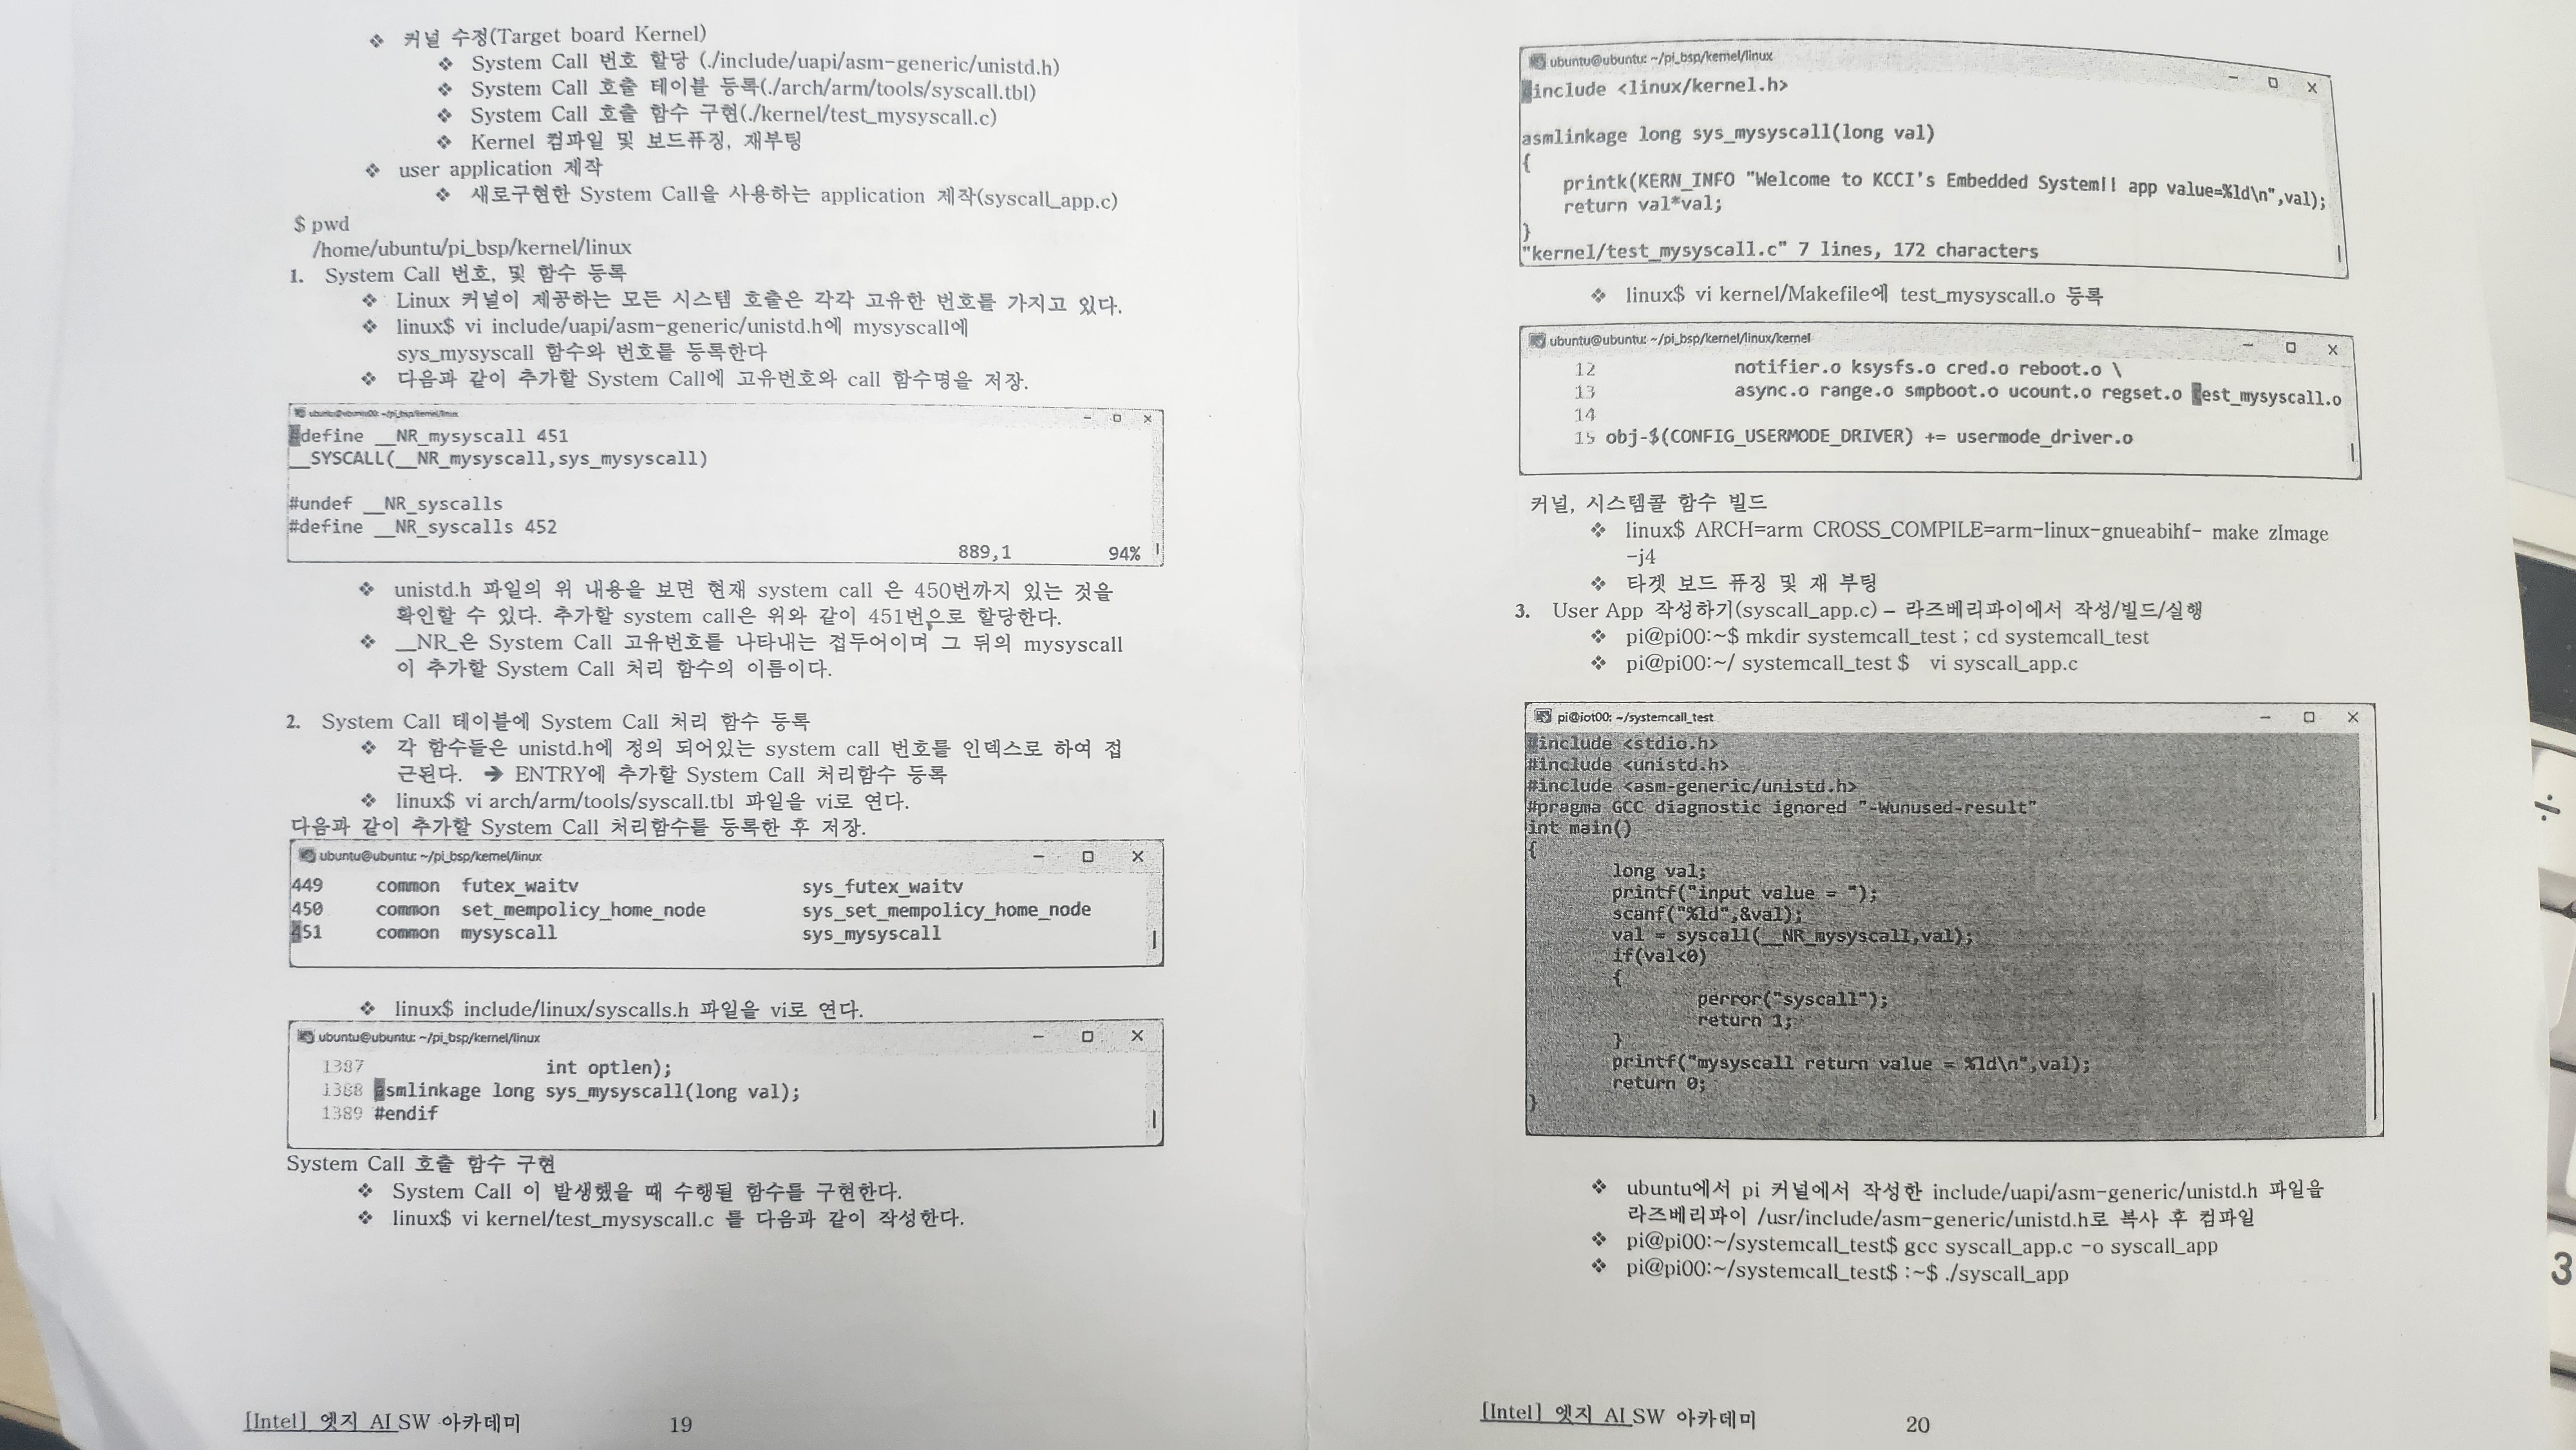 ❖ 커널 수정(Target board Kernel)
❖ System Call 번호 할당 (./include/uapi/asm-generic/unistd.h)
❖ System Call 호출 테이블 등록(./arch/arm/tools/syscall.tbl)
❖ System Call 호출 함수 구현(./kernel/test_mysyscall.c)
❖ Kernel 컴파일 및 보드퓨징, 재부팅
❖ user application 제작
❖ 새로구현한 System Call을 사용하는 application 제작(syscall_app.c)
$ pwd
/home/ubuntu/pi_bsp/kernel/linux
1. System Call 번호, 및 함수 등록
❖ Linux 커널이 제공하는 모든 시스템 호출은 각각 고유한 번호를 가지고 있다.
❖ linux$ vi include/uapi/asm-generic/unistd.h에 mysyscall에
sys_mysyscall 함수와 번호를 등록한다
❖ 다음과 같이 추가할 System Call에 고유번호와 call 함수명을 저장.
ubuntu@ubuntu00: ~/pi_bsp/kernel/linux
#define __NR_mysyscall 451
__SYSCALL(__NR_mysyscall,sys_mysyscall)
#undef __NR_syscalls
#define __NR_syscalls 452
889,1 94%
❖ unistd.h 파일의 위 내용을 보면 현재 system call 은 450번까지 있는 것을
확인할 수 있다. 추가할 system call은 위와 같이 451번으로 할당한다.
❖ __NR_은 System Call 고유번호를 나타내는 접두어이며 그 뒤의 mysyscall
이 추가할 System Call 처리 함수의 이름이다.
2. System Call 테이블에 System Call 처리 함수 등록
❖ 각 함수들은 unistd.h에 정의 되어있는 system call 번호를 인덱스로 하여 접
근된다. ➔ ENTRY에 추가할 System Call 처리함수 등록
❖ linux$ vi arch/arm/tools/syscall.tbl 파일을 vi로 연다.
다음과 같이 추가할 System Call 처리함수를 등록한 후 저장.
ubuntu@ubuntu: ~/pi_bsp/kernel/linux
449 common futex_waitv sys_futex_waitv
450 common set_mempolicy_home_node sys_set_mempolicy_home_node
451 common mysyscall sys_mysyscall
❖ linux$ include/linux/syscalls.h 파일을 vi로 연다.
ubuntu@ubuntu: ~/pi_bsp/kernel/linux
1387 int optlen);
1388 asmlinkage long sys_mysyscall(long val);
1389 #endif
System Call 호출 함수 구현
❖ System Call 이 발생했을 때 수행될 함수를 구현한다.
❖ linux$ vi kernel/test_mysyscall.c 를 다음과 같이 작성한다.
[Intel] 엣지 AI SW 아카데미 19
ubuntu@ubuntu: ~/pi_bsp/kernel/linux
#include <linux/kernel.h>
asmlinkage long sys_mysyscall(long val)
{
printk(KERN_INFO "Welcome to KCCI's Embedded System!! app value=%ld\n",val);
return val*val;
}
"kernel/test_mysyscall.c" 7 lines, 172 characters
❖ linux$ vi kernel/Makefile에 test_mysyscall.o 등록
ubuntu@ubuntu: ~/pi_bsp/kernel/linux/kernel
12 notifier.o ksysfs.o cred.o reboot.o \
13 async.o range.o smpboot.o ucount.o regset.o test_mysyscall.o
14
15 obj-$(CONFIG_USERMODE_DRIVER) += usermode_driver.o
커널, 시스템콜 함수 빌드
❖ linux$ ARCH=arm CROSS_COMPILE=arm-linux-gnueabihf- make zImage
-j4
❖ 타겟 보드 퓨징 및 재 부팅
3. User App 작성하기(syscall_app.c) – 라즈베리파이에서 작성/빌드/실행
❖ pi@pi00:~$ mkdir systemcall_test ; cd systemcall_test
❖ pi@pi00:~/ systemcall_test $ vi syscall_app.c
pi@iot00: ~/systemcall_test
#include <stdio.h>
#include <unistd.h>
#include <asm-generic/unistd.h>
#pragma GCC diagnostic ignored "-Wunused-result"
int main()
{
long val;
printf("input value = ");
scanf("%ld",&val);
val = syscall(__NR_mysyscall,val);
if(val<0)
{
perror("syscall");
return 1;
}
printf("mysyscall return value = %ld\n",val);
return 0;
}
❖ ubuntu에서 pi 커널에서 작성한 include/uapi/asm-generic/unistd.h 파일을
라즈베리파이 /usr/include/asm-generic/unistd.h로 복사 후 컴파일
❖ pi@pi00:~/systemcall_test$ gcc syscall_app.c -o syscall_app
❖ pi@pi00:~/systemcall_test$ :~$ ./syscall_app
[Intel] 엣지 AI SW 아카데미 20
÷
3